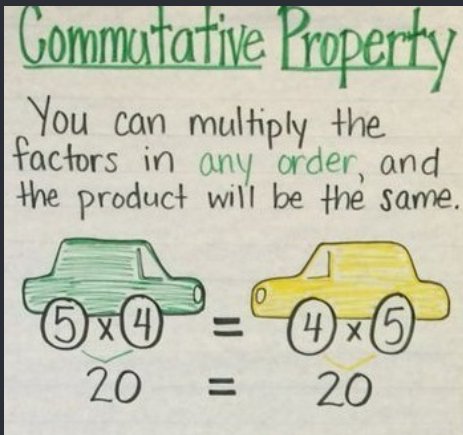 Commutative Property
You can multiply the
factors in any order, and
the product will be the same.
5 x 4 = 4 x 5
20 = 20